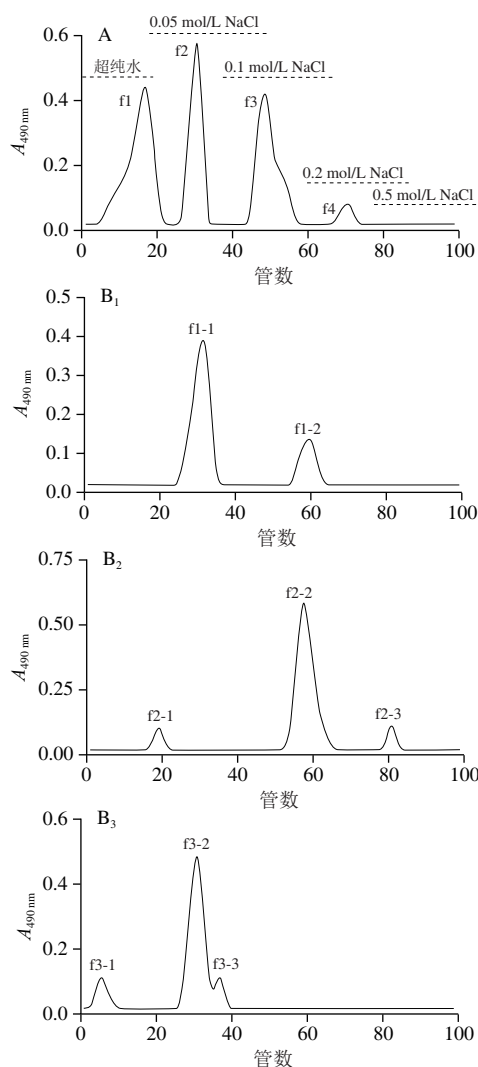 A
0.05 mol/L NaCl
0.6
f2
超纯水
0.1 mol/L NaCl
f1
f3
0.4
A490 nm
0.2 mol/L NaCl
0.2
0.5 mol/L NaCl
f4
0.0
0 20 40 60 80 100
管数
B1
0.5
f1-1
0.4
0.3
A490 nm
0.2
f1-2
0.1
0.0
0 20 40 60 80 100
管数
B2
0.75
f2-2
0.50
A490 nm
0.25
f2-1
f2-3
0.00
0 20 40 60 80 100
管数
B3
0.6
f3-2
0.4
A490 nm
0.2
f3-1
f3-3
0.0
0 20 40 60 80 100
管数